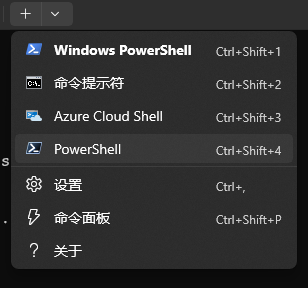 Windows PowerShell Ctrl+Shift+1
命令提示符 Ctrl+Shift+2
Azure Cloud Shell Ctrl+Shift+3
PowerShell Ctrl+Shift+4
设置 Ctrl+,
命令面板 Ctrl+Shift+P
关于